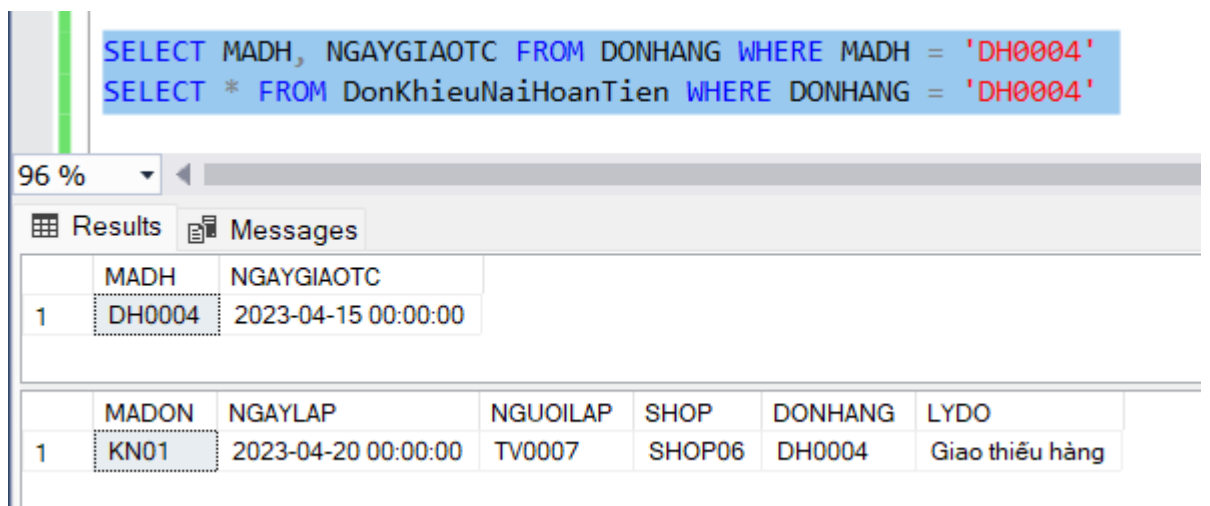 SELECT MADH, NGAYGIAOTC FROM DONHANG WHERE MADH = 'DH0004'
SELECT * FROM DonKhieuNaiHoanTien WHERE DONHANG = 'DH0004'
96 %
Results Messages
MADH NGAYGIAOTC
1 DH0004 2023-04-15 00:00:00
MADON NGAYLAP NGUOILAP SHOP DONHANG LYDO
1 KN01 2023-04-20 00:00:00 TV0007 SHOP06 DH0004 Giao thiếu hàng